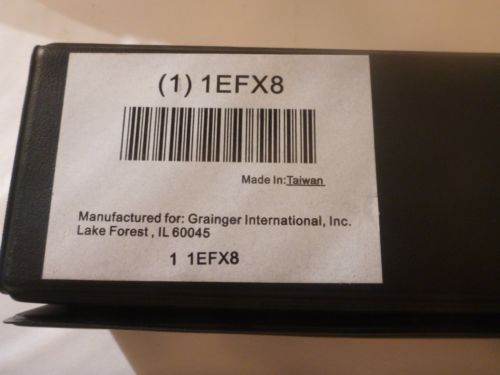 (1) 1EFX8
Made In:Taiwan
Manufactured for: Grainger International, Inc.
Lake Forest , IL 60045
1 1EFX8